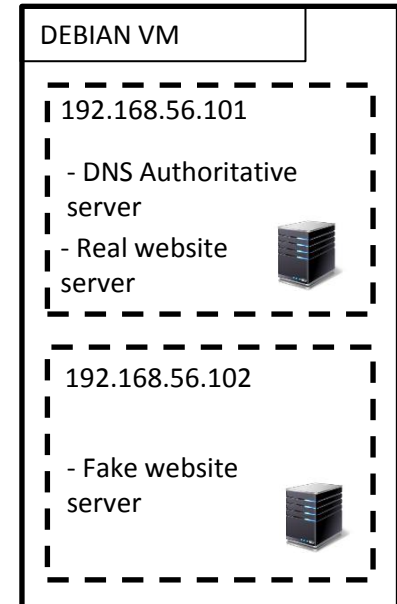 DEBIAN VM
192.168.56.101
- DNS Authoritative
server
- Real website
server
192.168.56.102
- Fake website
server